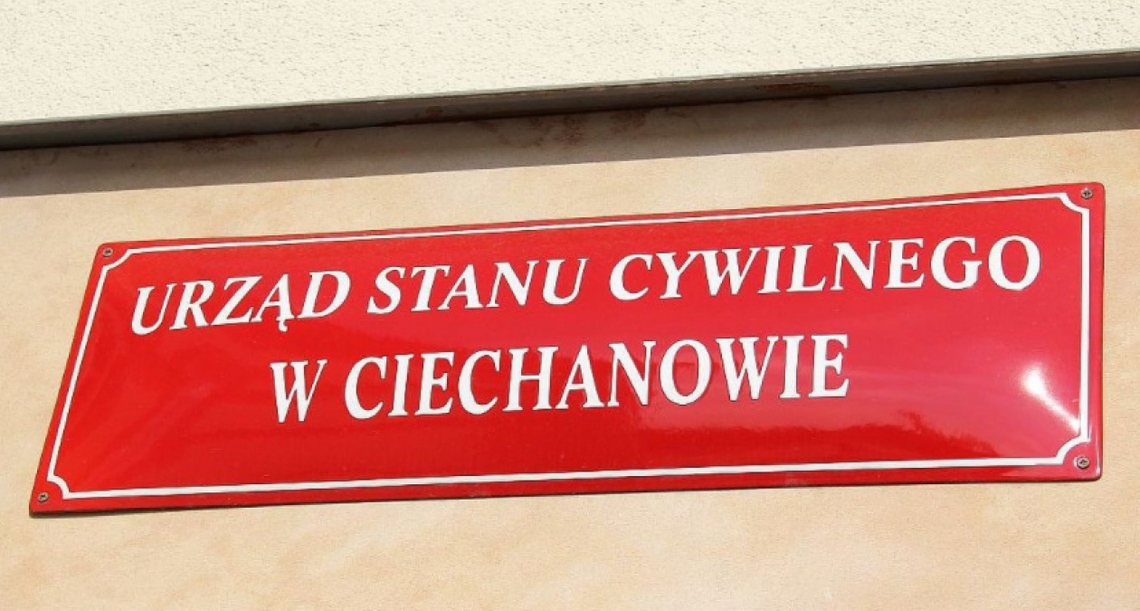 URZĄD STANU CYWILNEGO
W CIECHANOWIE